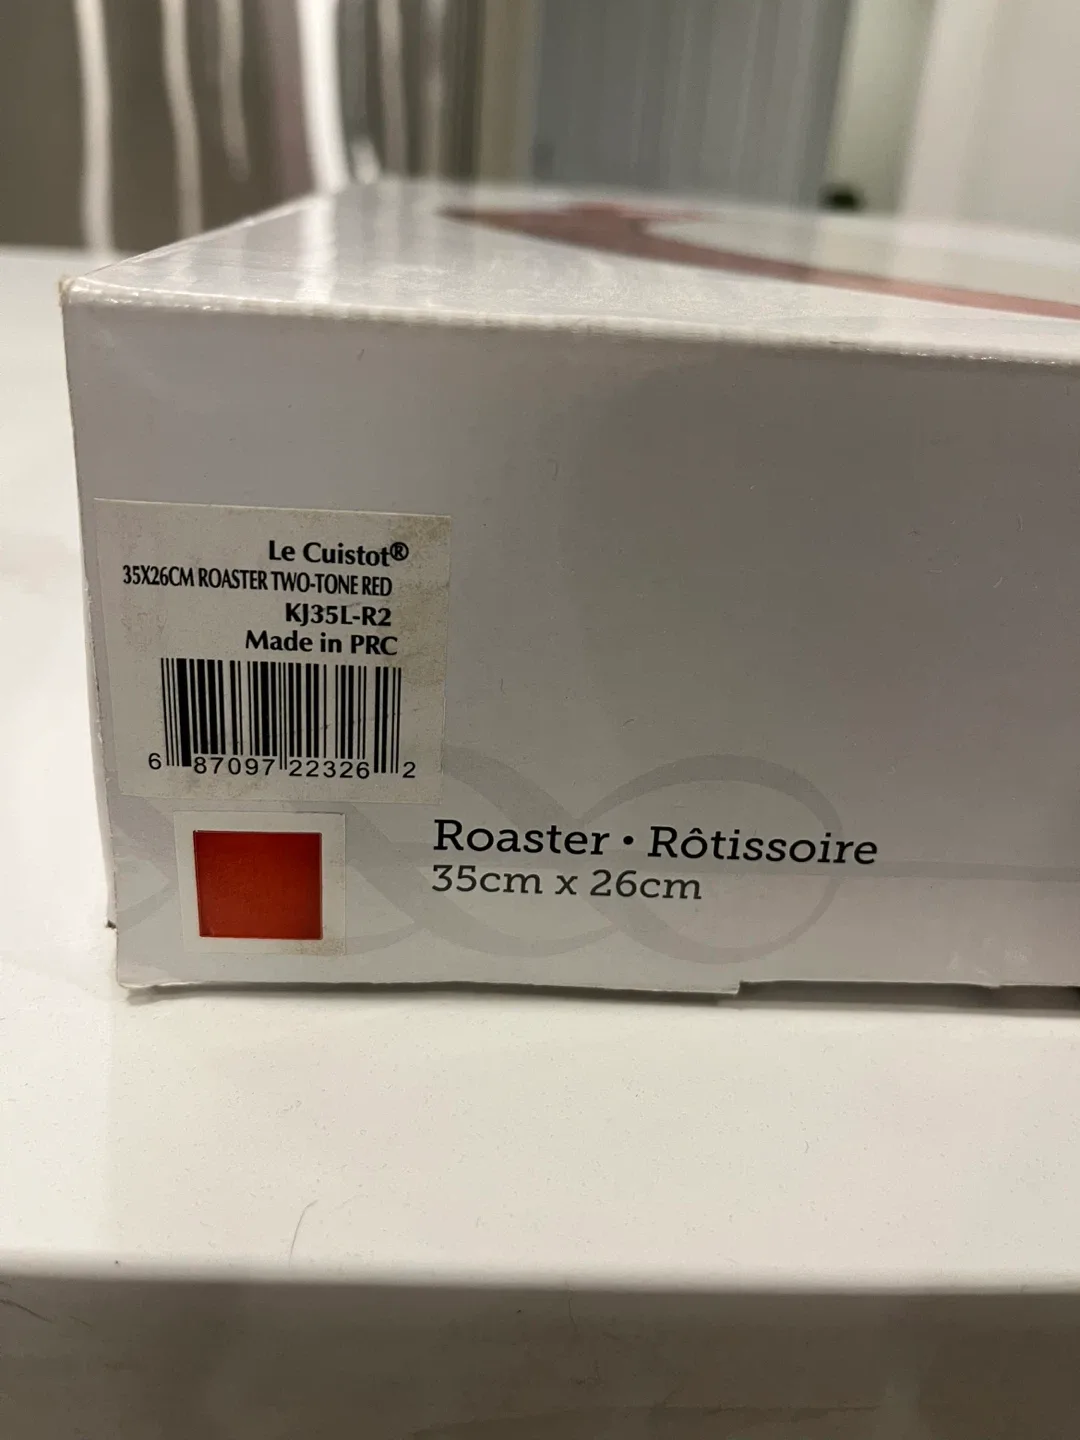 Le Cuistot®
35X26CM ROASTER TWO-TONE RED
KJ35L-R2
Made in PRC
6 87097 22326 2
Roaster • Rôtissoire
35cm x 26cm